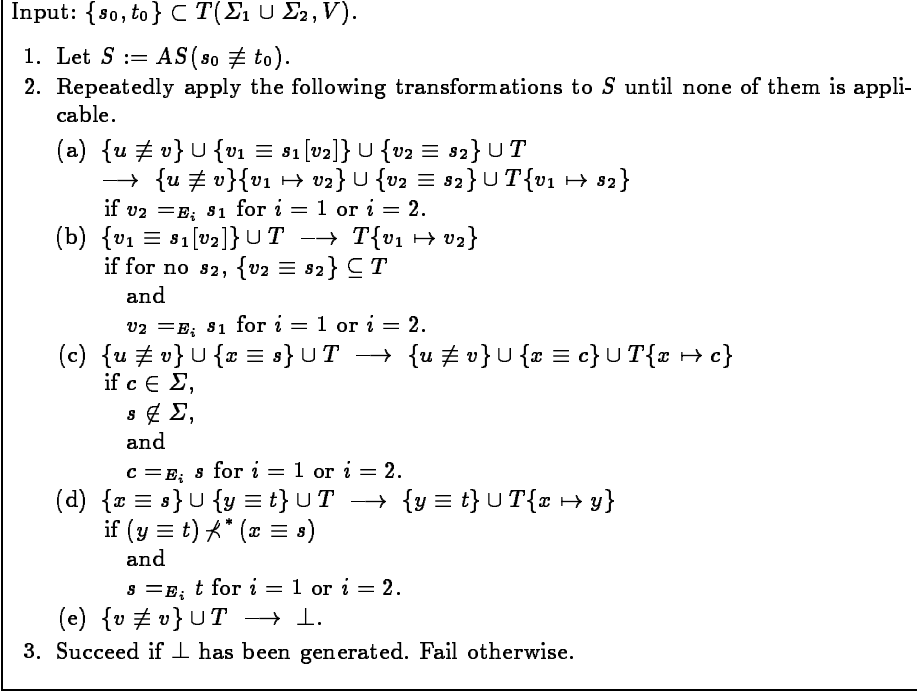 Input: {s₀, t₀} ⊂ T(Σ₁ ∪ Σ₂, V).
1. Let S := AS(s₀ ≢ t₀).
2. Repeatedly apply the following transformations to S until none of them is appli-
cable.
(a) {u ≢ v} ∪ {v₁ ≡ s₁[v₂]} ∪ {v₂ ≡ s₂} ∪ T
⟶ {u ≢ v}{v₁ ↦ v₂} ∪ {v₂ ≡ s₂} ∪ T{v₁ ↦ s₂}
if v₂ =_{E_i} s₁ for i = 1 or i = 2.
(b) {v₁ ≡ s₁[v₂]} ∪ T ⟶ T{v₁ ↦ v₂}
if for no s₂, {v₂ ≡ s₂} ⊆ T
and
v₂ =_{E_i} s₁ for i = 1 or i = 2.
(c) {u ≢ v} ∪ {x ≡ s} ∪ T ⟶ {u ≢ v} ∪ {x ≡ c} ∪ T{x ↦ c}
if c ∈ Σ,
s ∉ Σ,
and
c =_{E_i} s for i = 1 or i = 2.
(d) {x ≡ s} ∪ {y ≡ t} ∪ T ⟶ {y ≡ t} ∪ T{x ↦ y}
if (y ≡ t) ⊀* (x ≡ s)
and
s =_{E_i} t for i = 1 or i = 2.
(e) {v ≢ v} ∪ T ⟶ ⊥.
3. Succeed if ⊥ has been generated. Fail otherwise.